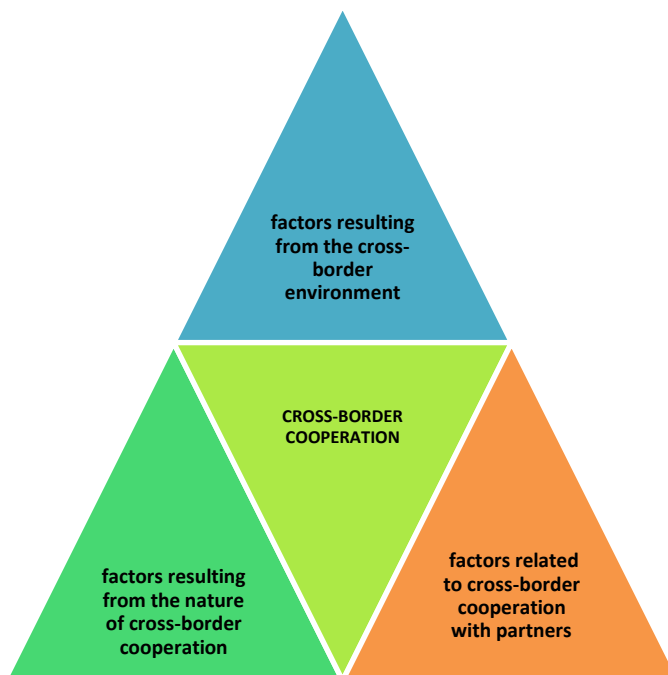 factors resulting
from the cross-
border
environment
CROSS-BORDER
COOPERATION
factors resulting
from the nature
of cross-border
cooperation
factors related
to cross-border
cooperation
with partners